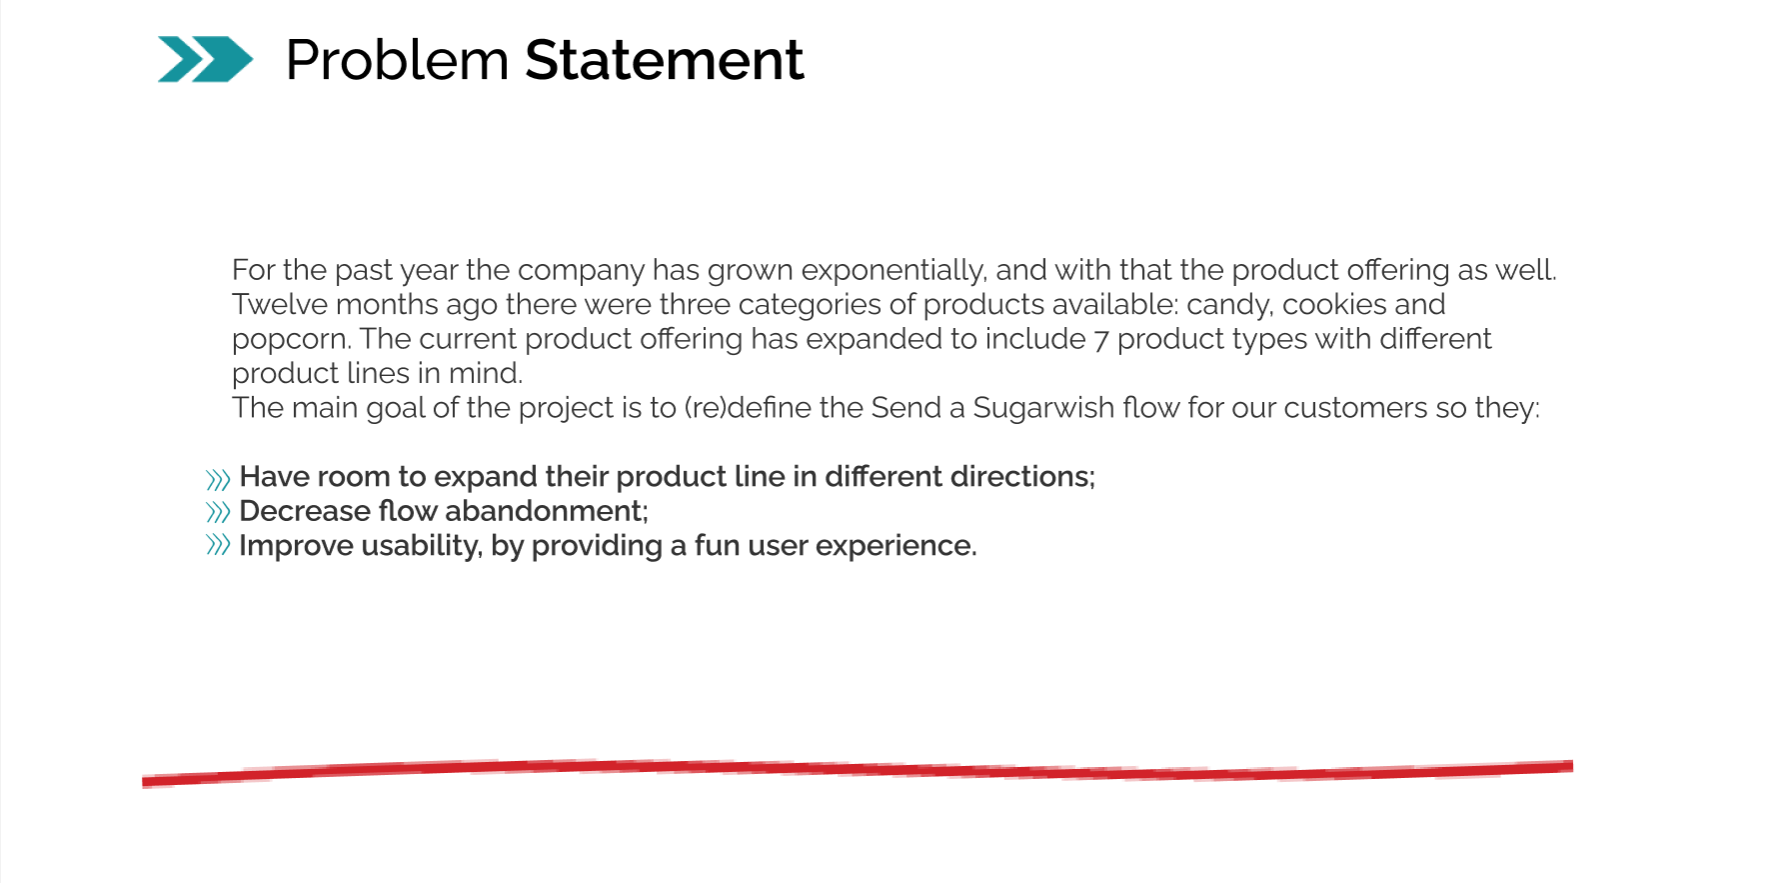 Problem Statement
For the past year the company has grown exponentially, and with that the product offering as well.
Twelve months ago there were three categories of products available: candy, cookies and
popcorn. The current product offering has expanded to include 7 product types with different
product lines in mind.
The main goal of the project is to (re)define the Send a Sugarwish flow for our customers so they:
Have room to expand their product line in different directions;
Decrease flow abandonment;
Improve usability, by providing a fun user experience.